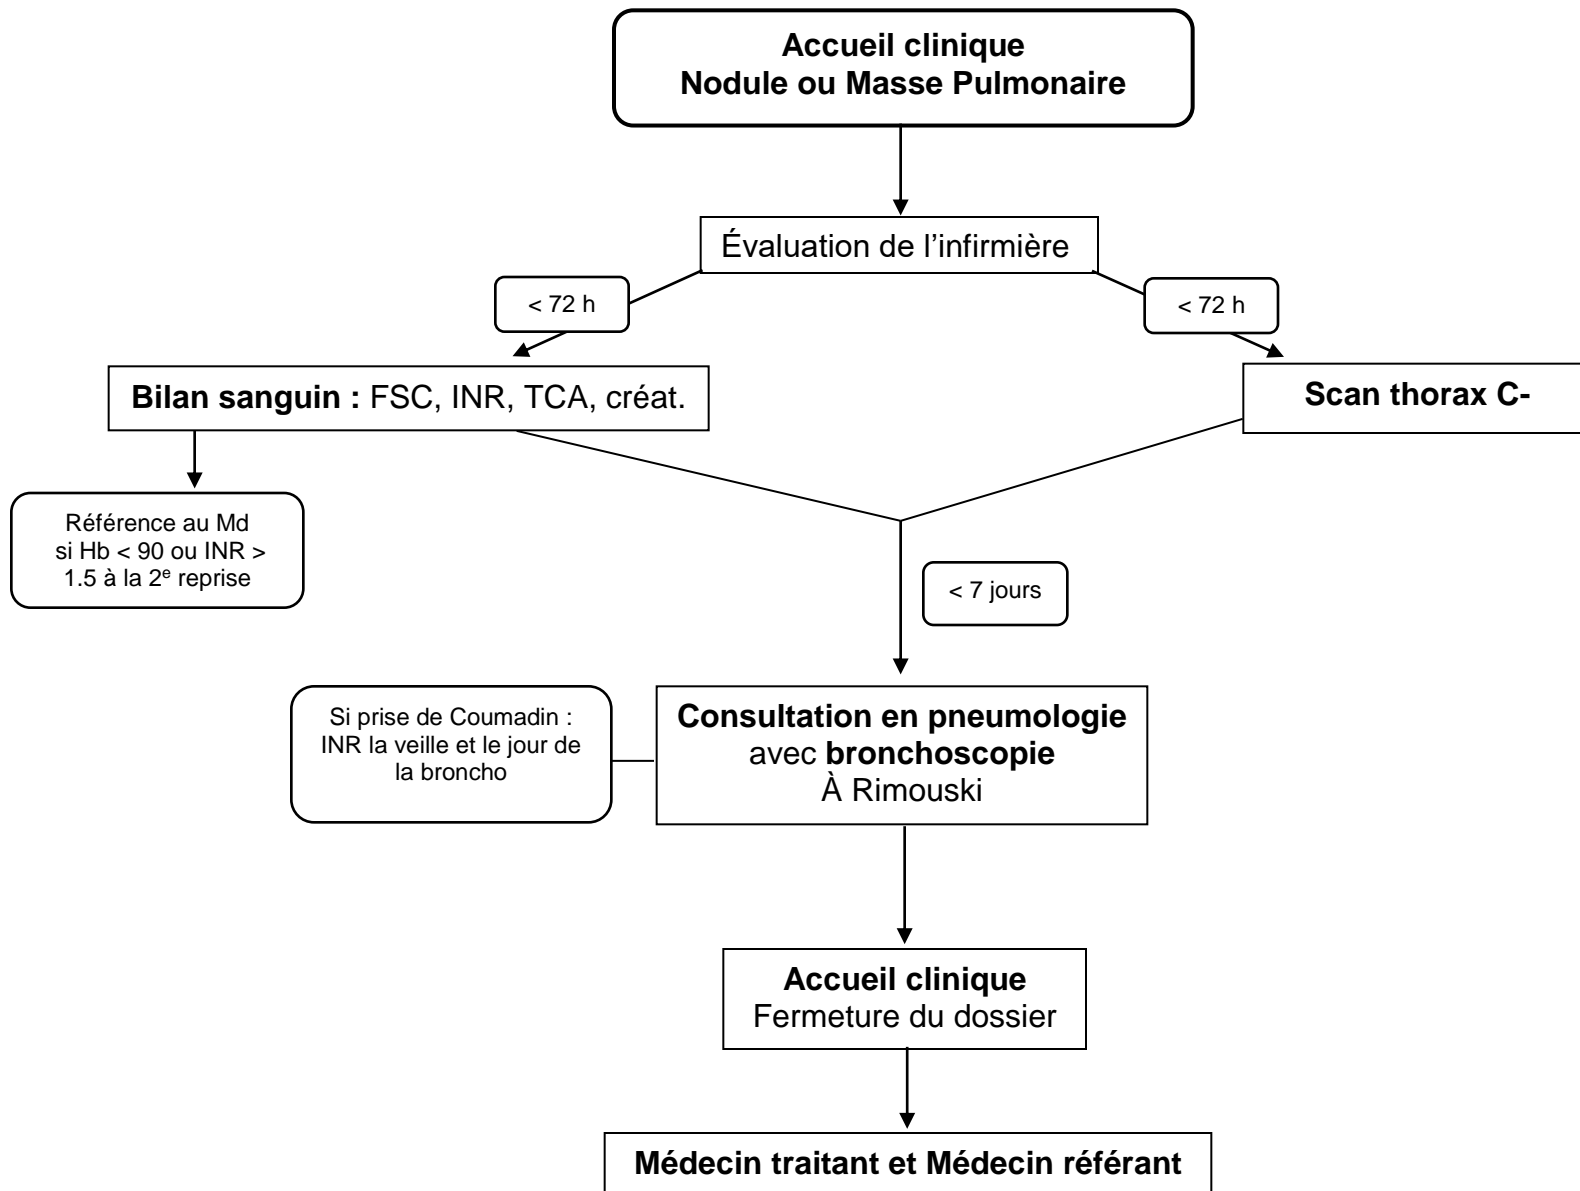 Accueil clinique
Nodule ou Masse Pulmonaire
Évaluation de l’infirmière
< 72 h
< 72 h
Bilan sanguin : FSC, INR, TCA, créat.
Scan thorax C-
Référence au Md
si Hb < 90 ou INR >
1.5 à la 2e reprise
< 7 jours
Si prise de Coumadin :
INR la veille et le jour de
la broncho
Consultation en pneumologie
avec bronchoscopie
À Rimouski
Accueil clinique
Fermeture du dossier
Médecin traitant et Médecin référant